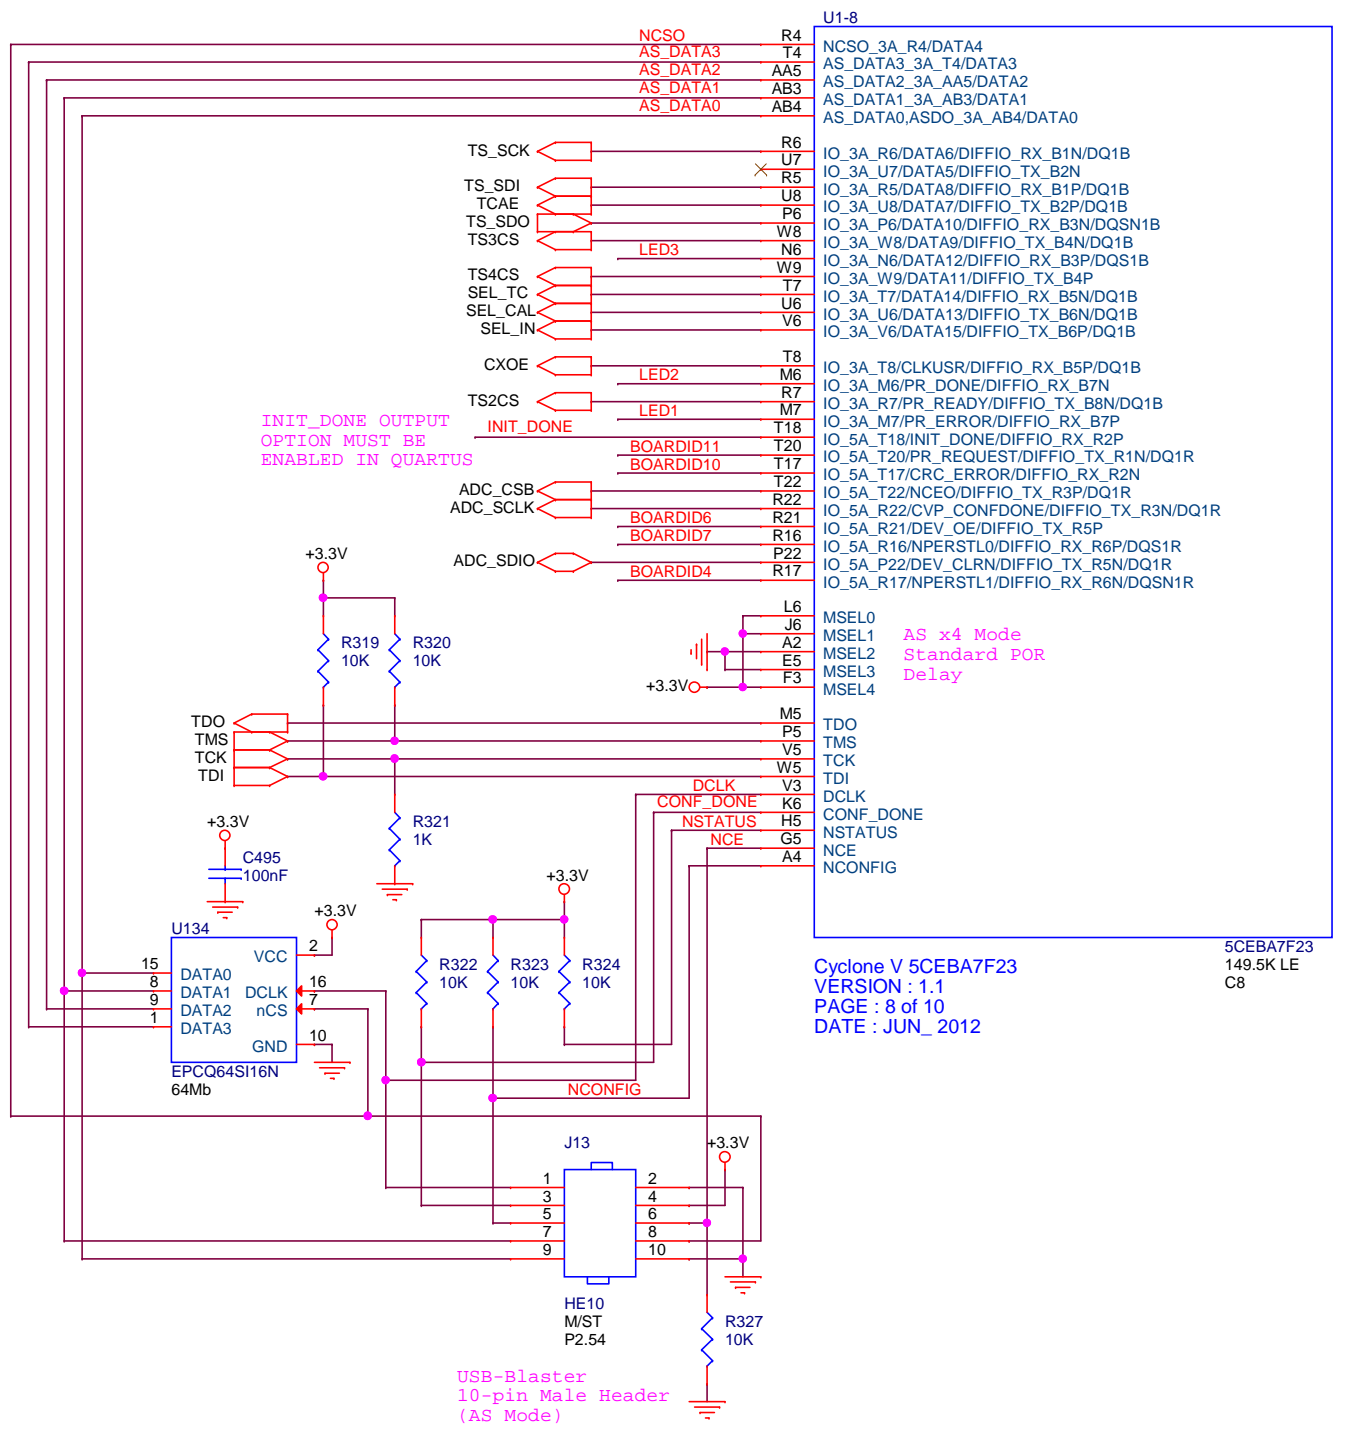 U1-8
NCSO R4 NCSO_3A_R4/DATA4
AS_DATA3 T4 AS_DATA3_3A_T4/DATA3
AS_DATA2 AA5 AS_DATA2_3A_AA5/DATA2
AS_DATA1 AB3 AS_DATA1_3A_AB3/DATA1
AS_DATA0 AB4 AS_DATA0,ASDO_3A_AB4/DATA0
TS_SCK R6 IO_3A_R6/DATA6/DIFFIO_RX_B1N/DQ1B
U7 IO_3A_U7/DATA5/DIFFIO_TX_B2N
TS_SDI R5 IO_3A_R5/DATA8/DIFFIO_RX_B1P/DQ1B
TCAE U8 IO_3A_U8/DATA7/DIFFIO_TX_B2P/DQ1B
TS_SDO P6 IO_3A_P6/DATA10/DIFFIO_RX_B3N/DQSN1B
TS3CS W8 IO_3A_W8/DATA9/DIFFIO_TX_B4N/DQ1B
LED3 N6 IO_3A_N6/DATA12/DIFFIO_RX_B3P/DQS1B
TS4CS W9 IO_3A_W9/DATA11/DIFFIO_TX_B4P
SEL_TC T7 IO_3A_T7/DATA14/DIFFIO_RX_B5N/DQ1B
SEL_CAL U6 IO_3A_U6/DATA13/DIFFIO_TX_B6N/DQ1B
SEL_IN V6 IO_3A_V6/DATA15/DIFFIO_TX_B6P/DQ1B
CXOE T8 IO_3A_T8/CLKUSR/DIFFIO_RX_B5P/DQ1B
LED2 M6 IO_3A_M6/PR_DONE/DIFFIO_RX_B7N
TS2CS R7 IO_3A_R7/PR_READY/DIFFIO_TX_B8N/DQ1B
LED1 M7 IO_3A_M7/PR_ERROR/DIFFIO_RX_B7P
INIT_DONE T18 IO_5A_T18/INIT_DONE/DIFFIO_RX_R2P
BOARDID11 T20 IO_5A_T20/PR_REQUEST/DIFFIO_TX_R1N/DQ1R
BOARDID10 T17 IO_5A_T17/CRC_ERROR/DIFFIO_RX_R2N
ADC_CSB T22 IO_5A_T22/NCEO/DIFFIO_TX_R3P/DQ1R
ADC_SCLK R22 IO_5A_R22/CVP_CONFDONE/DIFFIO_TX_R3N/DQ1R
BOARDID6 R21 IO_5A_R21/DEV_OE/DIFFIO_TX_R5P
BOARDID7 R16 IO_5A_R16/NPERSTL0/DIFFIO_RX_R6P/DQS1R
ADC_SDIO P22 IO_5A_P22/DEV_CLRN/DIFFIO_TX_R5N/DQ1R
BOARDID4 R17 IO_5A_R17/NPERSTL1/DIFFIO_RX_R6N/DQSN1R
INIT_DONE OUTPUT
OPTION MUST BE
ENABLED IN QUARTUS
+3.3V
R319
10K
R320
10K
L6 MSEL0
J6 MSEL1
A2 MSEL2
E5 MSEL3
+3.3V F3 MSEL4
AS x4 Mode
Standard POR
Delay
TDO M5 TDO
TMS P5 TMS
TCK V5 TCK
TDI W5 TDI
DCLK V3 DCLK
CONF_DONE K6 CONF_DONE
NSTATUS H5 NSTATUS
NCE G5 NCE
A4 NCONFIG
R321
1K
+3.3V
C495
100nF
5CEBA7F23
149.5K LE
C8
Cyclone V 5CEBA7F23
VERSION : 1.1
PAGE : 8 of 10
DATE : JUN_ 2012
+3.3V
R322
10K
R323
10K
R324
10K
+3.3V
U134
VCC 2
15 DATA0
8 DATA1 DCLK 16
9 DATA2 nCS 7
1 DATA3
GND 10
EPCQ64SI16N
64Mb
NCONFIG
J13
+3.3V
1 2
3 4
5 6
7 8
9 10
HE10
M/ST
P2.54
R327
10K
USB-Blaster
10-pin Male Header
(AS Mode)